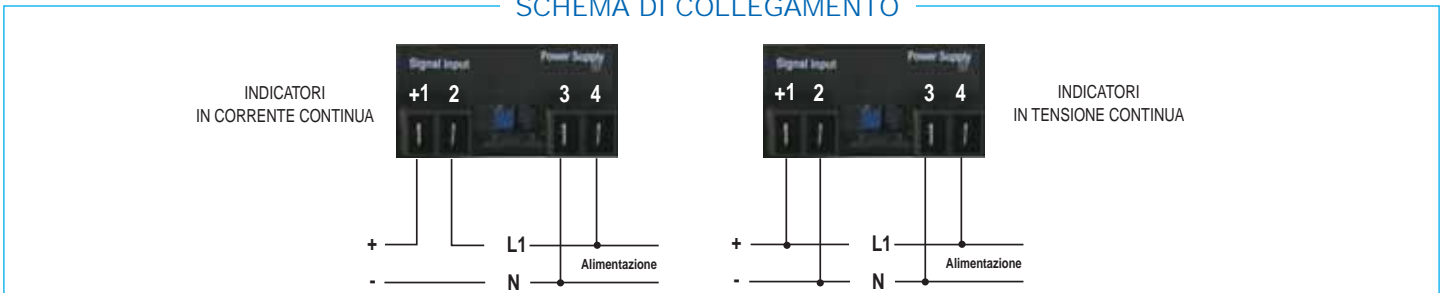 SCHEMA DI COLLEGAMENTO
INDICATORI
IN CORRENTE CONTINUA
Signal Input
Power Supply
+1 2 3 4
+
-
L1
N
Alimentazione
Signal Input
Power Supply
+1 2 3 4
INDICATORI
IN TENSIONE CONTINUA
+
-
L1
N
Alimentazione